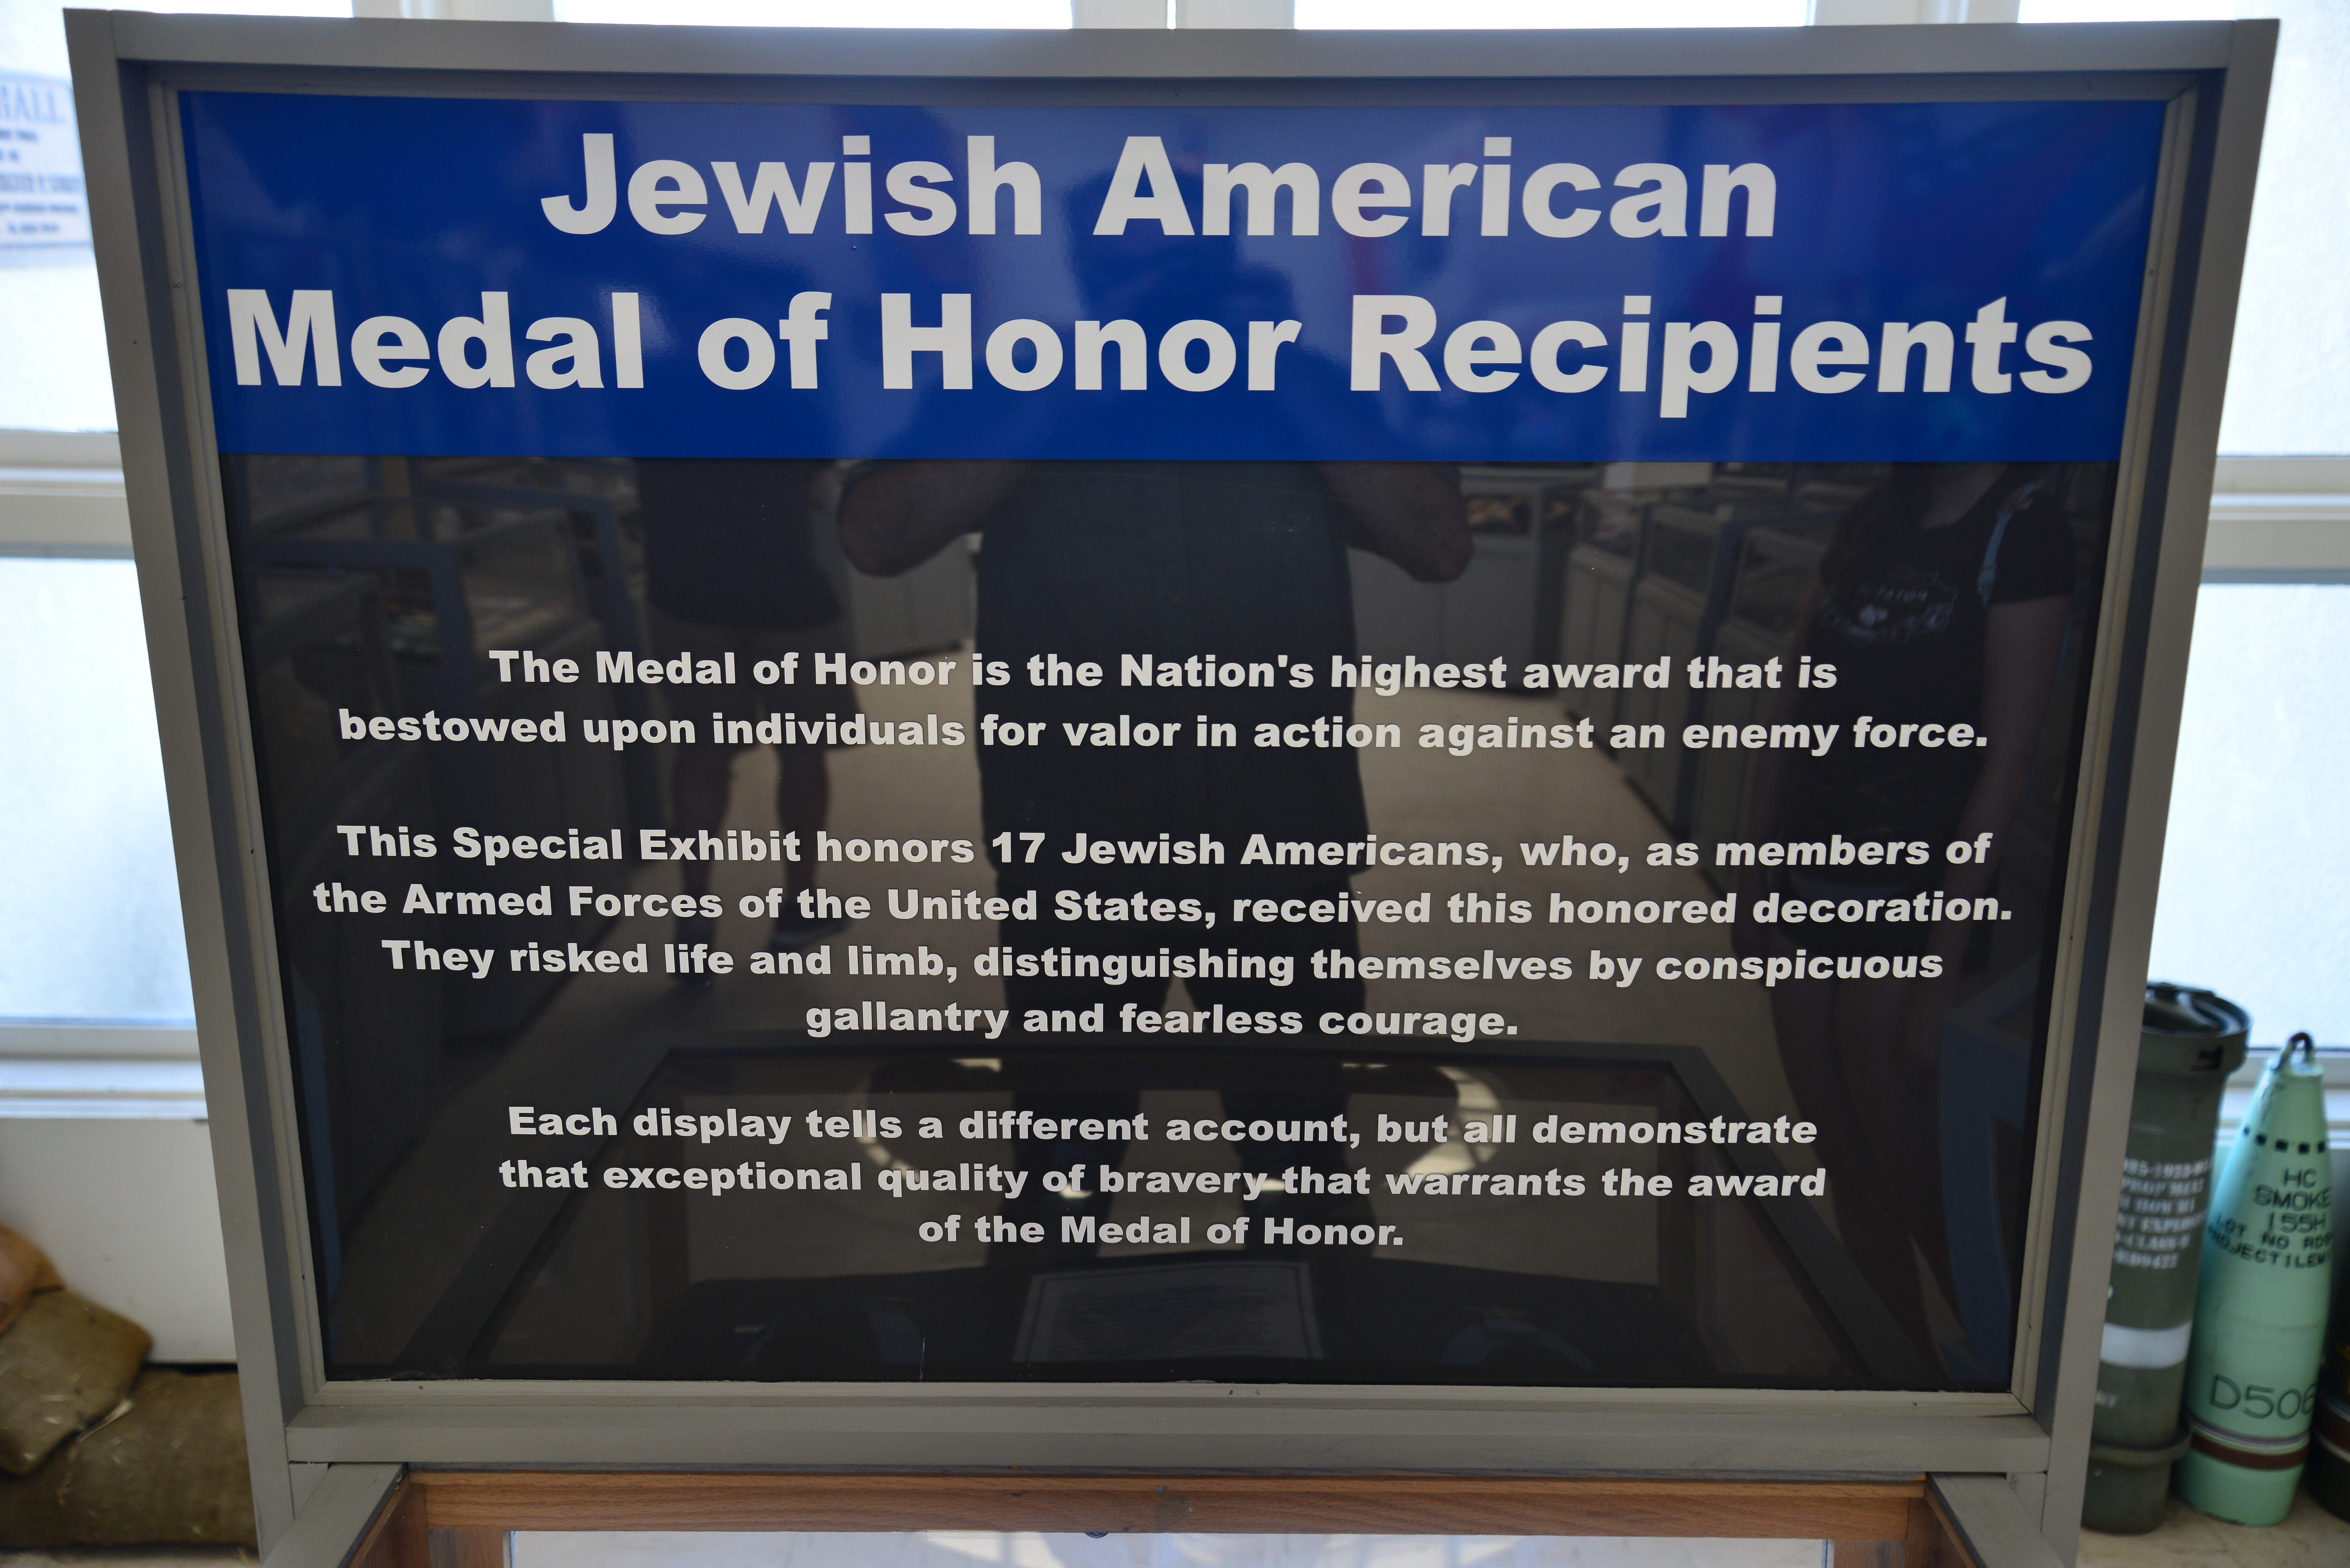 Jewish American
Medal of Honor Recipients
The Medal of Honor is the Nation's highest award that is
bestowed upon individuals for valor in action against an enemy force.
This Special Exhibit honors 17 Jewish Americans, who, as members of
the Armed Forces of the United States, received this honored decoration.
They risked life and limb, distinguishing themselves by conspicuous
gallantry and fearless courage.
Each display tells a different account, but all demonstrate
that exceptional quality of bravery that warrants the award
of the Medal of Honor.
HALL
HC
SMOKE
155H
LOT NO
D506